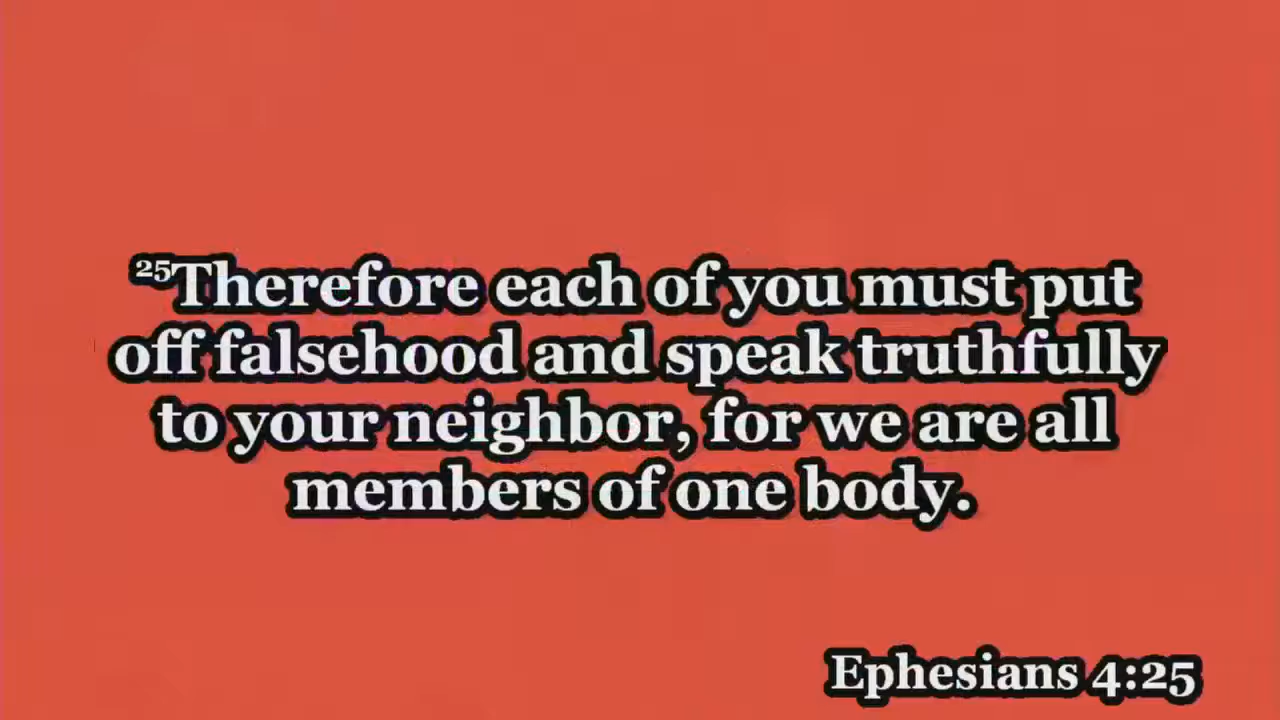 ²⁵Therefore each of you must put
off falsehood and speak truthfully
to your neighbor, for we are all
members of one body.
Ephesians 4:25